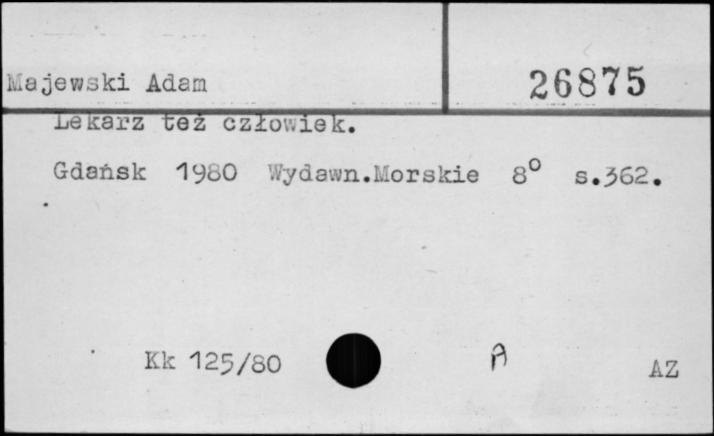 Majewski Adam
26875
Lekarz też człowiek.
Gdańsk 1980 Wydawn.Morskie 8° s.362.
Kk 125/80
A
AZ